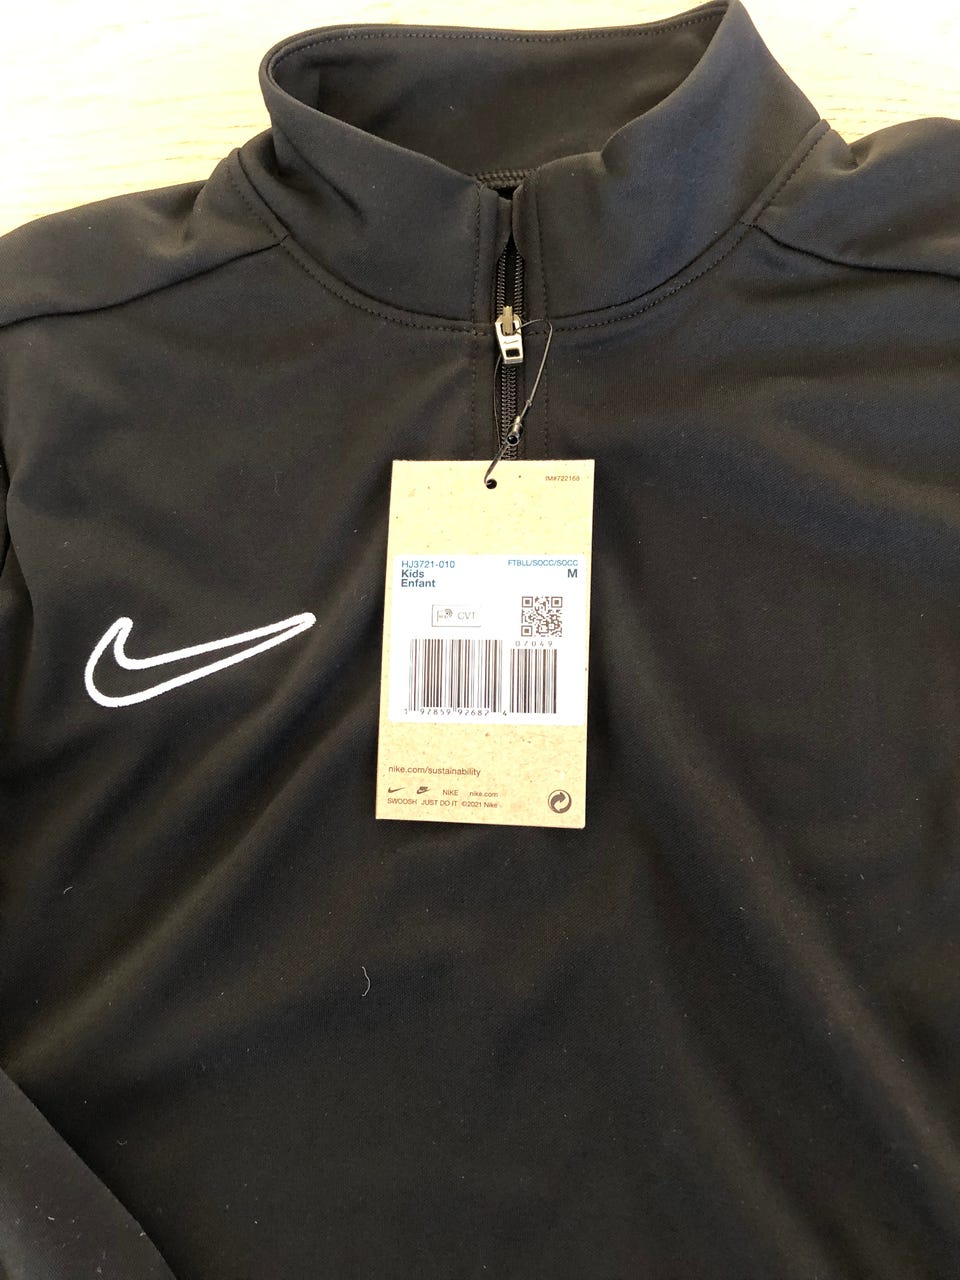 IM#722168
HJ3721-010 FTBLL/SOCC/SOCC
Kids M
Enfant
CVT
07049
1 97859 92687 4
nike.com/sustainability
NIKE nike.com
SWOOSH JUST DO IT ©2021 Nike